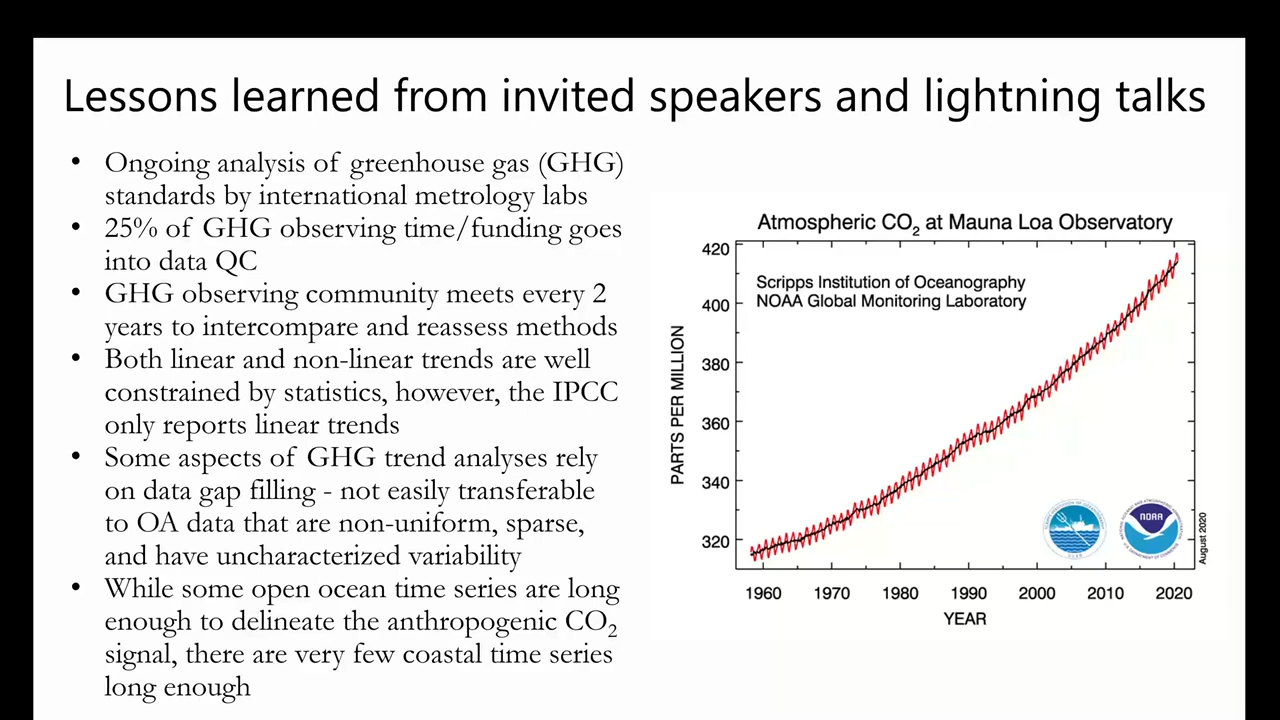 Lessons learned from invited speakers and lightning talks
• Ongoing analysis of greenhouse gas (GHG)
standards by international metrology labs
• 25% of GHG observing time/funding goes
into data QC
• GHG observing community meets every 2
years to intercompare and reassess methods
• Both linear and non-linear trends are well
constrained by statistics, however, the IPCC
only reports linear trends
• Some aspects of GHG trend analyses rely
on data gap filling - not easily transferable
to OA data that are non-uniform, sparse,
and have uncharacterized variability
• While some open ocean time series are long
enough to delineate the anthropogenic CO₂
signal, there are very few coastal time series
long enough
Atmospheric CO₂ at Mauna Loa Observatory
Scripps Institution of Oceanography
NOAA Global Monitoring Laboratory
PARTS PER MILLION
420
400
380
360
340
320
1960 1970 1980 1990 2000 2010 2020
YEAR
NOAA
August 2020